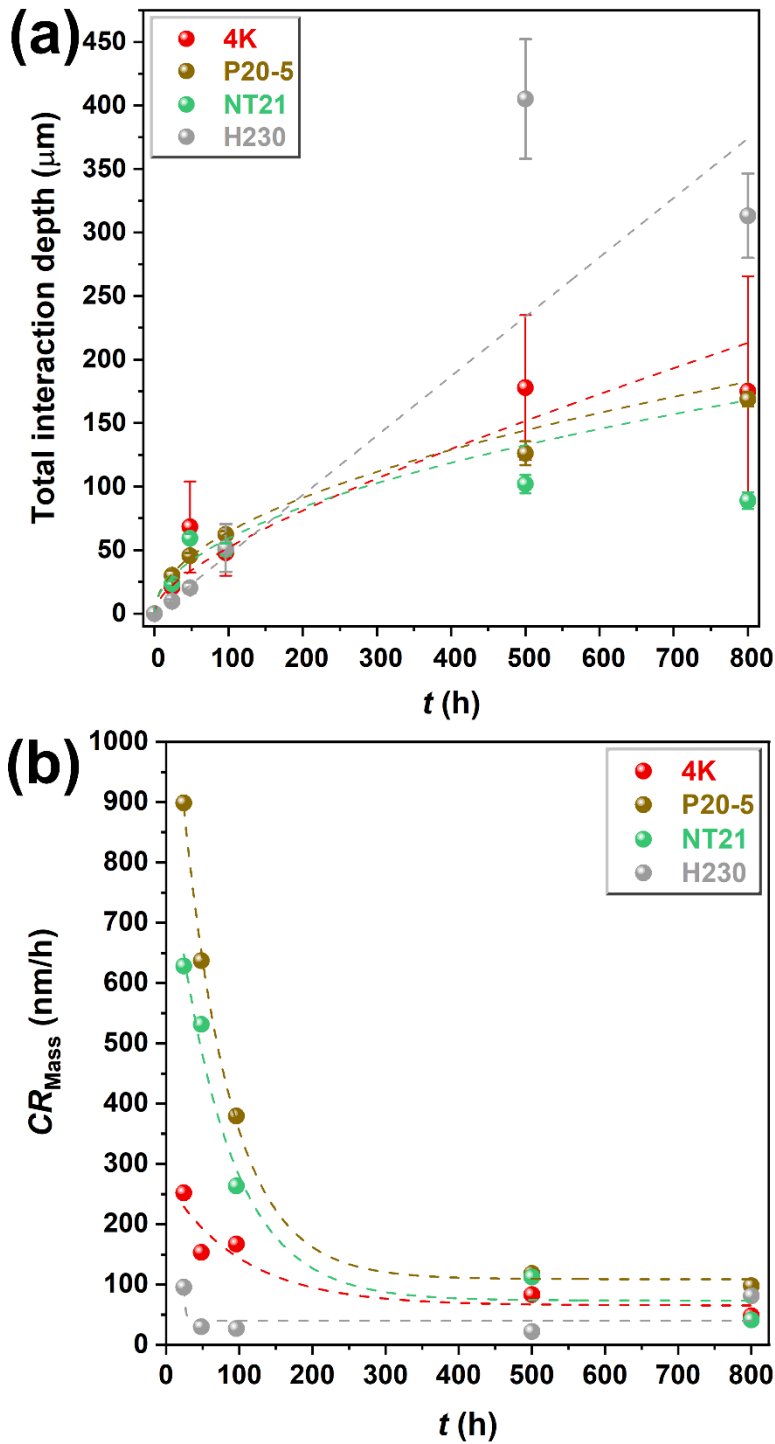 (a)
4K
P20-5
NT21
H230
Total interaction depth (μm)
450
400
350
300
250
200
150
100
50
0
0 100 200 300 400 500 600 700 800
t (h)
(b)
4K
P20-5
NT21
H230
CR_Mass (nm/h)
1000
900
800
700
600
500
400
300
200
100
0
0 100 200 300 400 500 600 700 800
t (h)